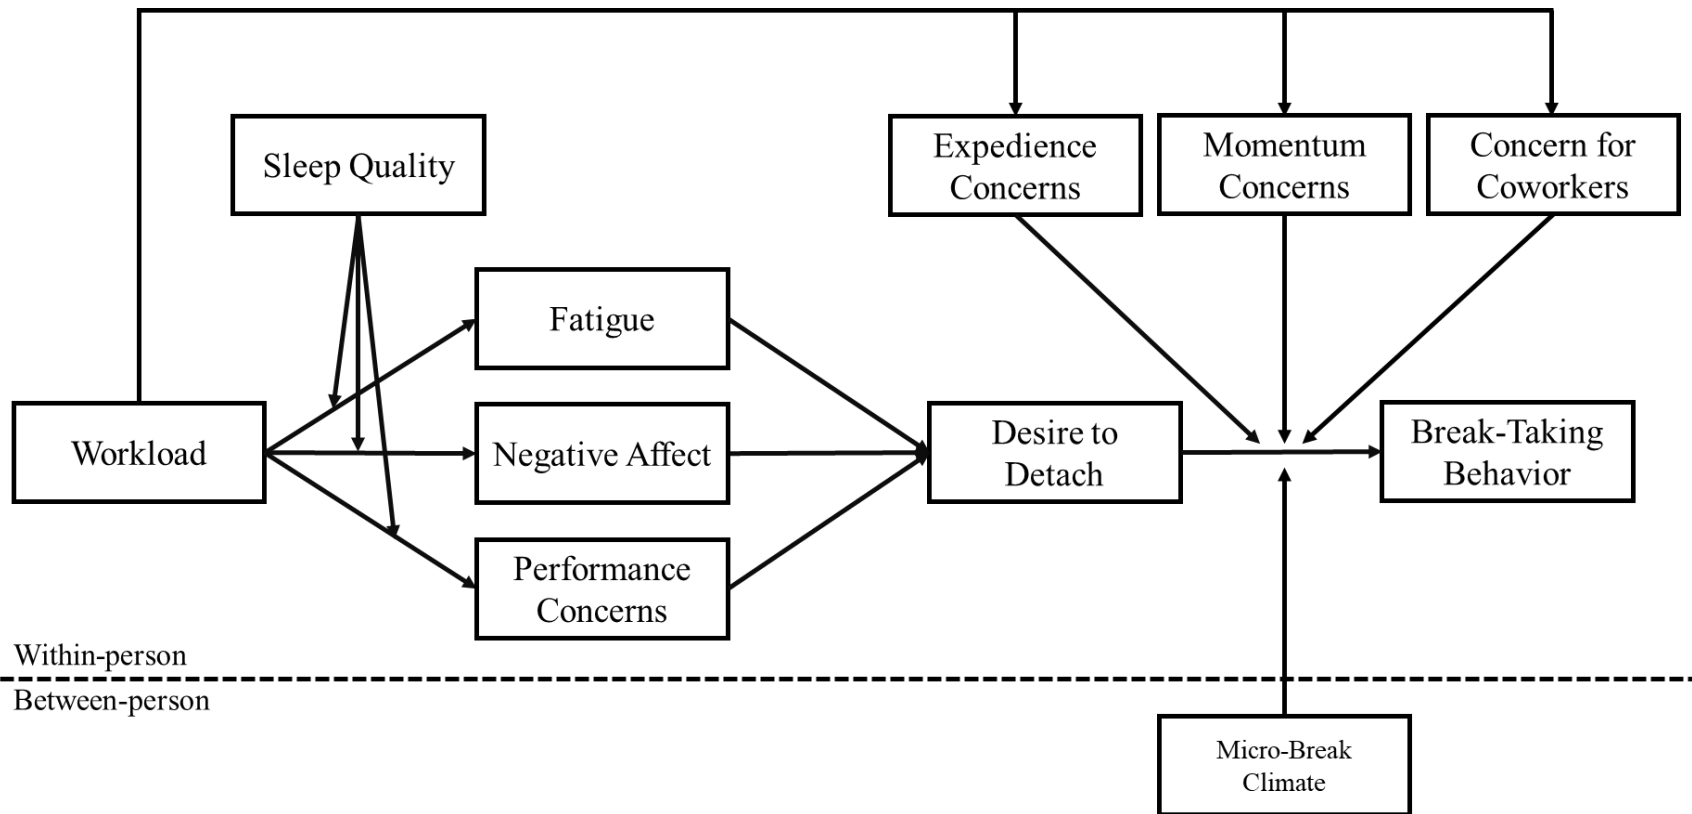 Expedience
Concerns
Momentum
Concerns
Concern for
Coworkers
Sleep Quality
Fatigue
Workload
Negative Affect
Desire to
Detach
Break-Taking
Behavior
Performance
Concerns
Within-person
Between-person
Micro-Break
Climate